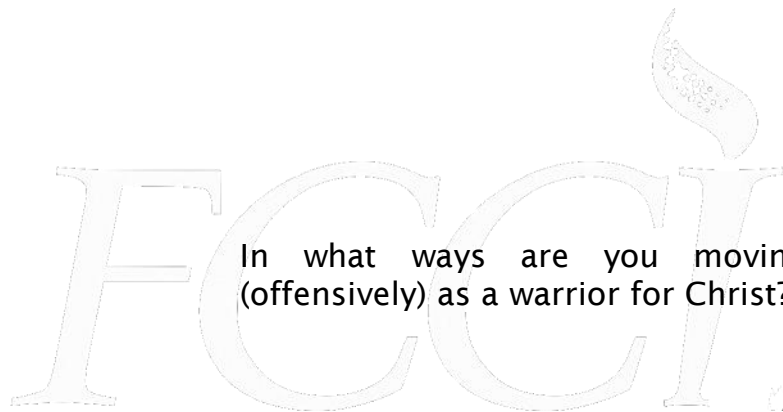 FCCI
In what ways are you movin
(offensively) as a warrior for Christ?